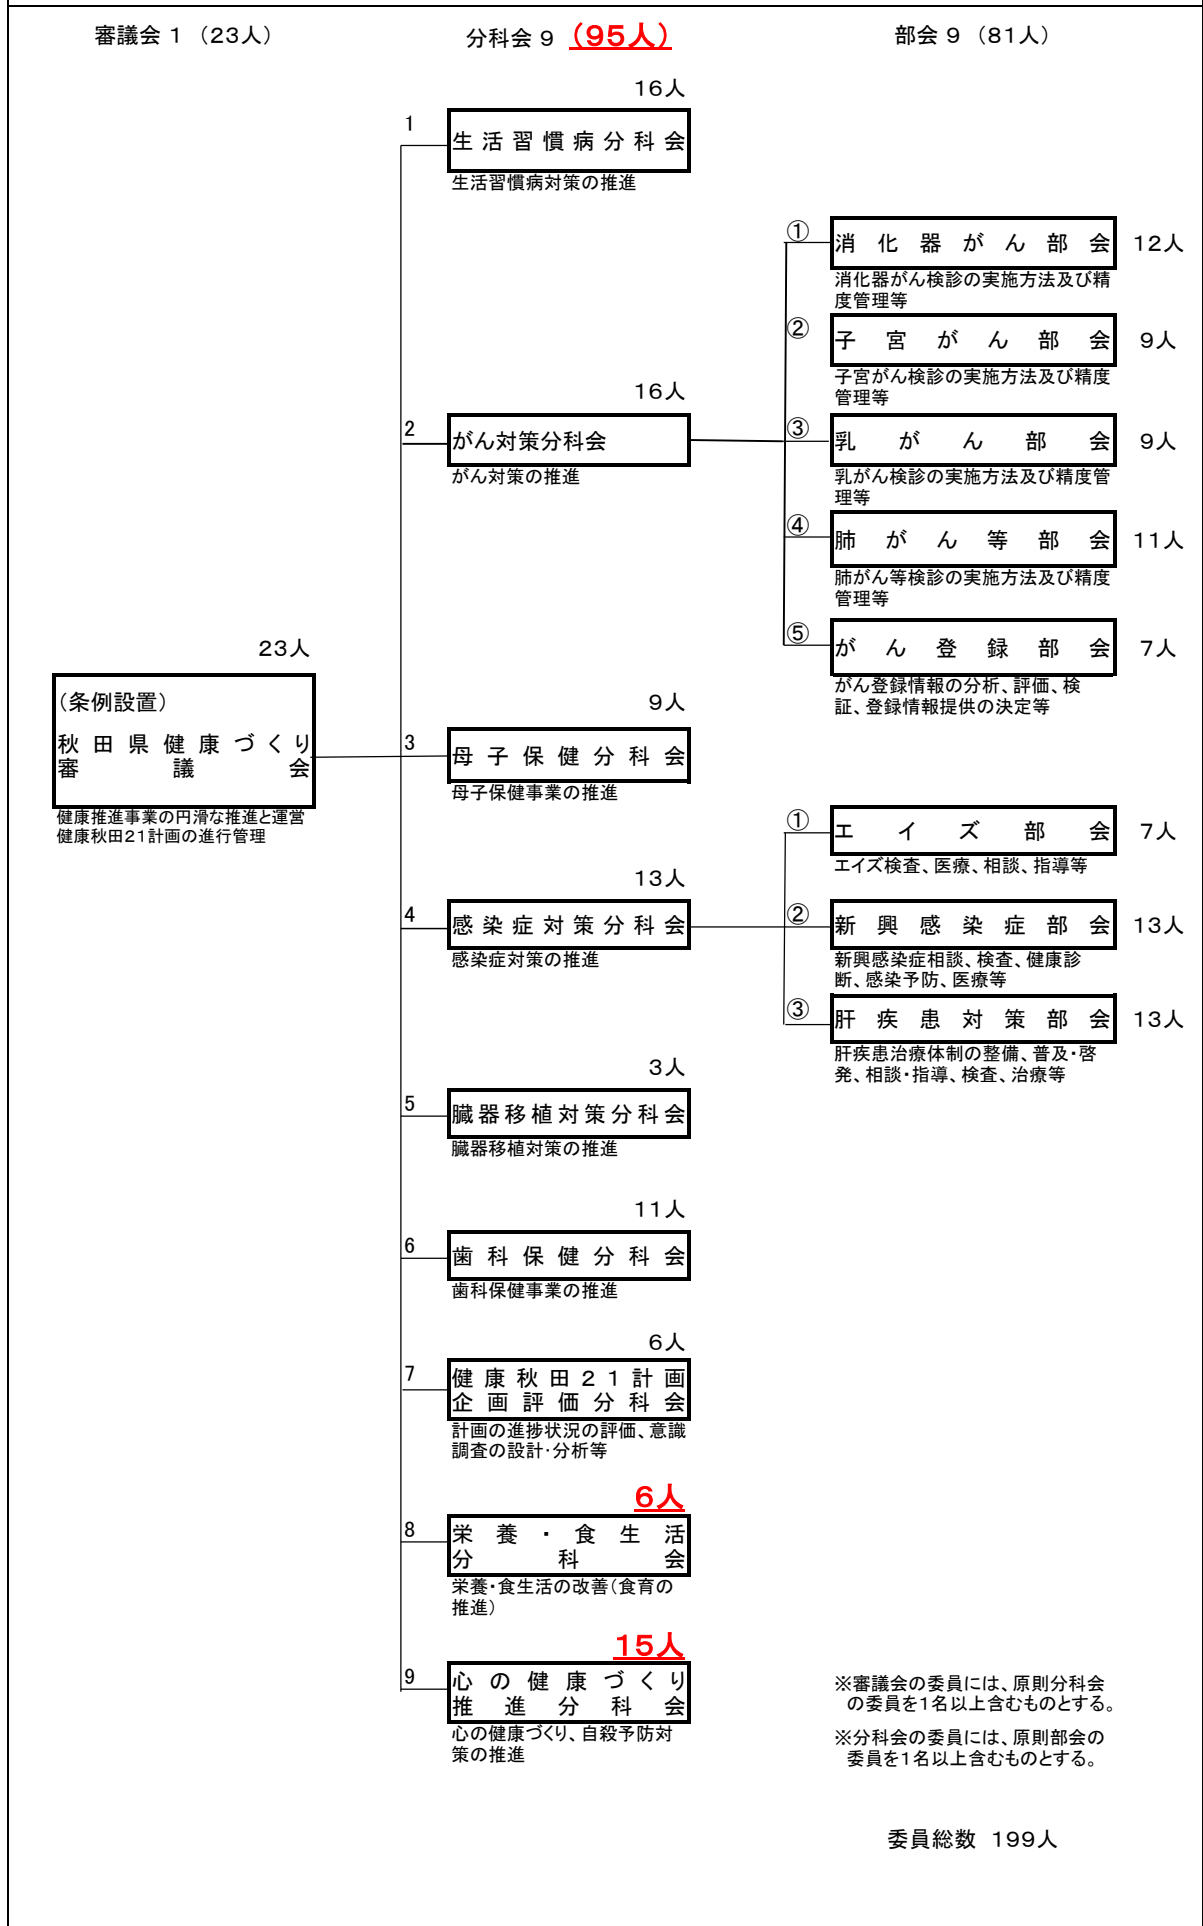 審議会 1 （23人）
分科会 9 （95人）
部会 9 （81人）
16人
1
生活習慣病分科会
生活習慣病対策の推進
①
消化器がん部会
12人
消化器がん検診の実施方法及び精
度管理等
②
子宮がん部会
9人
子宮がん検診の実施方法及び精度
管理等
16人
2
がん対策分科会
がん対策の推進
③
乳がん部会
9人
乳がん検診の実施方法及び精度管
理等
④
肺がん等部会
11人
肺がん等検診の実施方法及び精度
管理等
⑤
がん登録部会
7人
がん登録情報の分析、評価、検
証、登録情報提供の決定等
23人
（条例設置）
秋田県健康づくり
審議会
健康推進事業の円滑な推進と運営
健康秋田21計画の進行管理
9人
3
母子保健分科会
母子保健事業の推進
①
エイズ部会
7人
エイズ検査、医療、相談、指導等
13人
4
感染症対策分科会
感染症対策の推進
②
新興感染症部会
13人
新興感染症相談、検査、健康診
断、感染予防、医療等
③
肝疾患対策部会
13人
肝疾患治療体制の整備、普及・啓
発、相談・指導、検査、治療等
3人
5
臓器移植対策分科会
臓器移植対策の推進
11人
6
歯科保健分科会
歯科保健事業の推進
6人
7
健康秋田21計画
企画評価分科会
計画の進捗状況の評価、意識
調査の設計・分析等
6人
8
栄養・食生活
分科会
栄養・食生活の改善（食育の
推進）
15人
9
心の健康づくり
推進分科会
心の健康づくり、自殺予防対
策の推進
※審議会の委員には、原則分科会
の委員を1名以上含むものとする。
※分科会の委員には、原則部会の
委員を1名以上含むものとする。
委員総数 199人